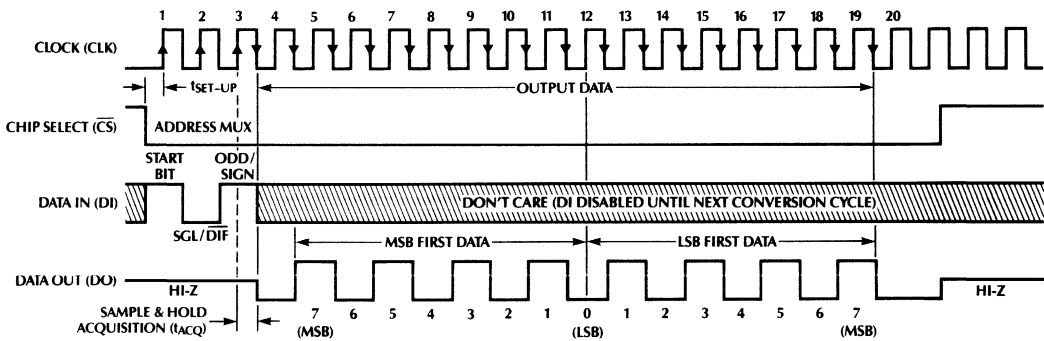 1 2 3 4 5 6 7 8 9 10 11 12 13 14 15 16 17 18 19 20
CLOCK (CLK)
tSET-UP
OUTPUT DATA
CHIP SELECT (CS)
ADDRESS MUX
START
BIT
ODD/
SIGN
DATA IN (DI)
DON'T CARE (DI DISABLED UNTIL NEXT CONVERSION CYCLE)
SGL/DIF
MSB FIRST DATA
LSB FIRST DATA
DATA OUT (DO)
HI-Z
HI-Z
SAMPLE & HOLD
ACQUISITION (tACQ)
7 6 5 4 3 2 1 0 1 2 3 4 5 6 7
(MSB) (LSB) (MSB)